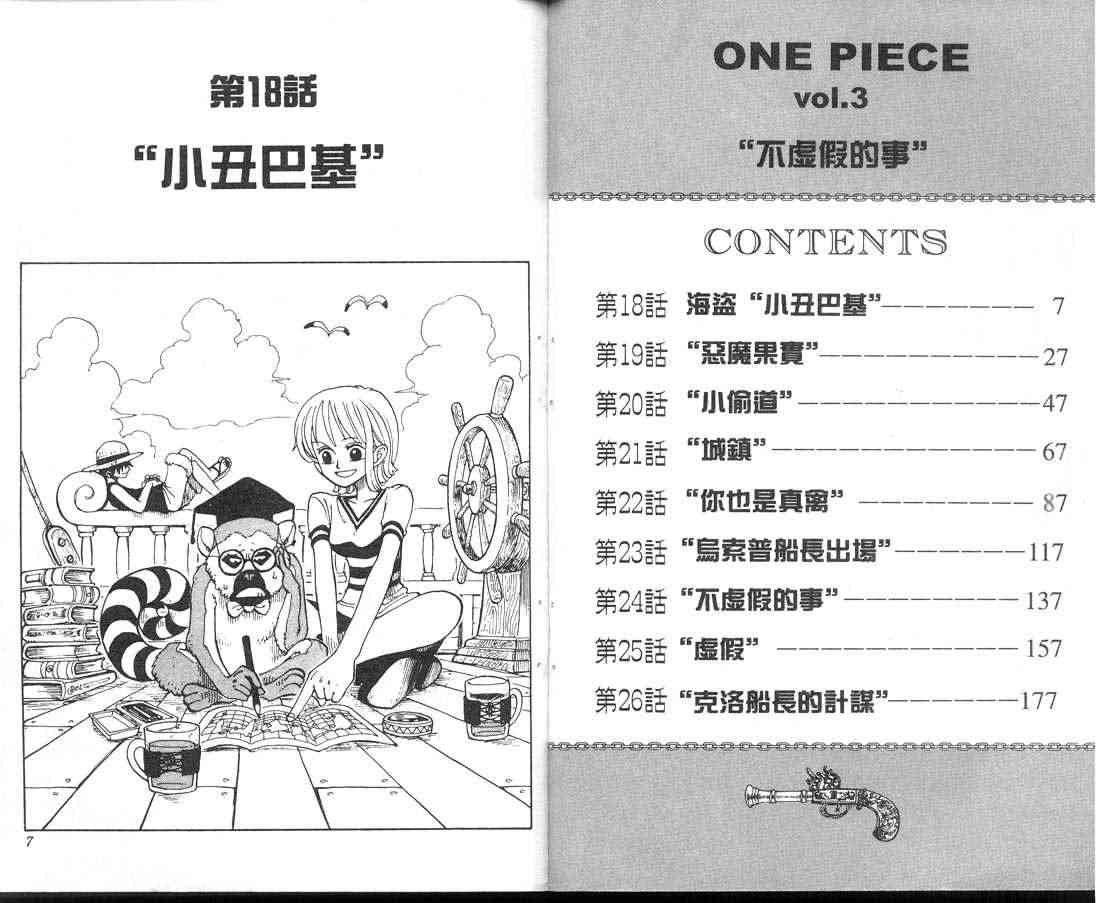 ONE PIECE
vol.3
“不虛假的事”
CONTENTS
第18話 海盜“小丑巴基”——————— 7
第19話 “惡魔果實”——————————27
第20話 “小偷道”———————————47
第21話 “城鎮”————————————67
第22話 “你也是真禽” ————————87
第23話 “烏索普船長出場”——————117
第24話 “不虛假的事”————————137
第25話 “虛假” ———————————157
第26話 “克洛船長的計謀”——————177
第18話
“小丑巴基”
7